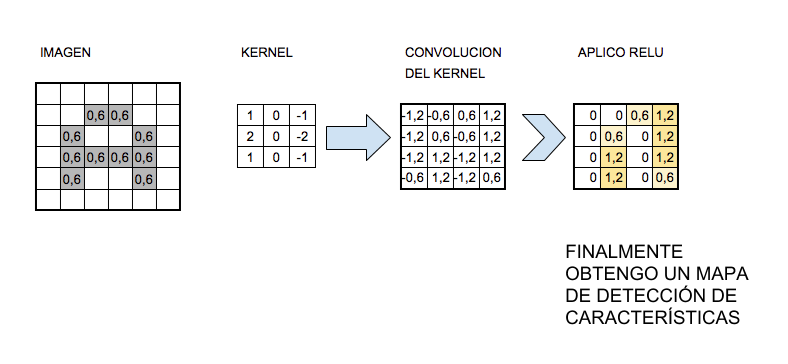 IMAGEN
KERNEL
CONVOLUCION
DEL KERNEL
APLICO RELU
0,6 0,6
0,6 0,6
0,6 0,6 0,6 0,6
0,6 0,6
1 0 -1
2 0 -2
1 0 -1
-1,2 -0,6 0,6 1,2
-1,2 0,6 -0,6 1,2
-1,2 1,2 -1,2 1,2
-0,6 1,2 -1,2 0,6
0 0 0,6 1,2
0 0,6 0 1,2
0 1,2 0 1,2
0 1,2 0 0,6
FINALMENTE
OBTENGO UN MAPA
DE DETECCIÓN DE
CARACTERÍSTICAS